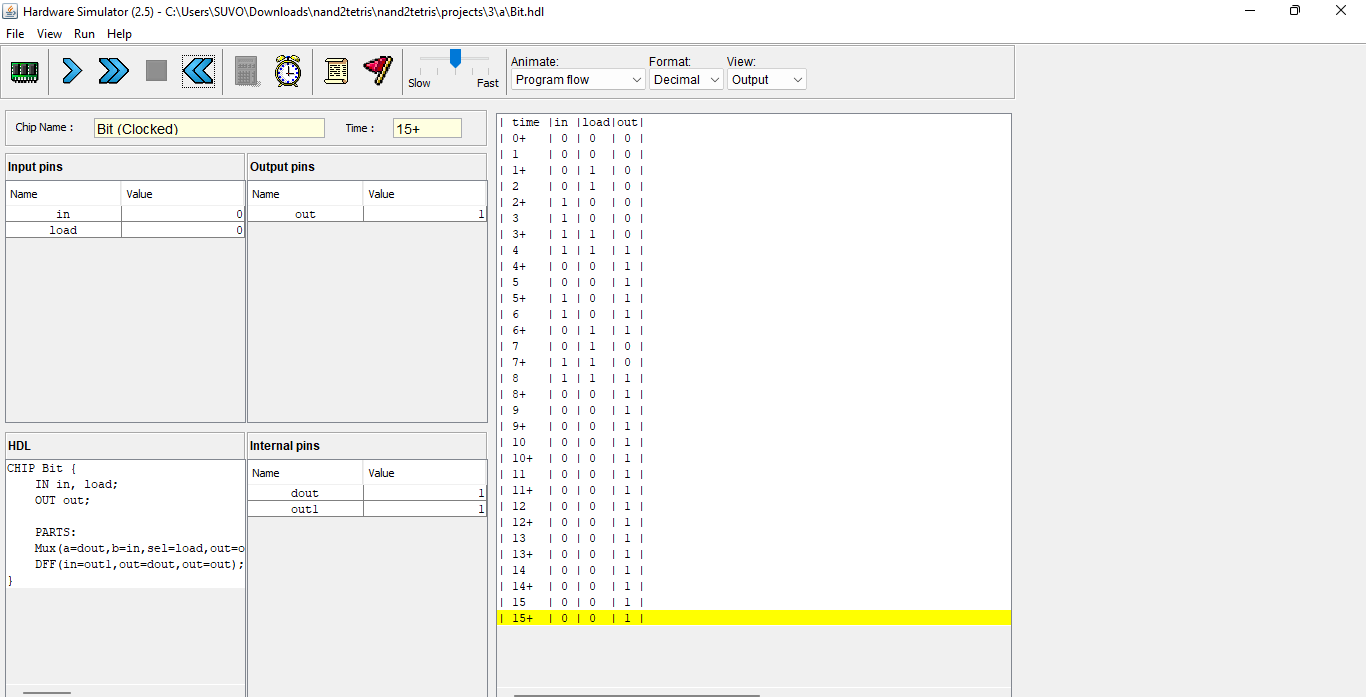 Hardware Simulator (2.5) - C:\Users\SUVO\Downloads\nand2tetris\nand2tetris\projects\3\a\Bit.hdl
File View Run Help
Slow Fast
Animate: Format: View:
Program flow Decimal Output
Chip Name : Bit (Clocked) Time : 15+
Input pins
Name Value
in 0
load 0
Output pins
Name Value
out 1
HDL
CHIP Bit {
IN in, load;
OUT out;
PARTS:
Mux(a=dout,b=in,sel=load,out=o
DFF(in=out1,out=dout,out=out);
}
Internal pins
Name Value
dout 1
out1 1
| time |in |load|out|
| 0+ | 0 | 0 | 0 |
| 1 | 0 | 0 | 0 |
| 1+ | 0 | 1 | 0 |
| 2 | 0 | 1 | 0 |
| 2+ | 1 | 0 | 0 |
| 3 | 1 | 0 | 0 |
| 3+ | 1 | 1 | 0 |
| 4 | 1 | 1 | 1 |
| 4+ | 0 | 0 | 1 |
| 5 | 0 | 0 | 1 |
| 5+ | 1 | 0 | 1 |
| 6 | 1 | 0 | 1 |
| 6+ | 0 | 1 | 1 |
| 7 | 0 | 1 | 0 |
| 7+ | 1 | 1 | 0 |
| 8 | 1 | 1 | 1 |
| 8+ | 0 | 0 | 1 |
| 9 | 0 | 0 | 1 |
| 9+ | 0 | 0 | 1 |
| 10 | 0 | 0 | 1 |
| 10+ | 0 | 0 | 1 |
| 11 | 0 | 0 | 1 |
| 11+ | 0 | 0 | 1 |
| 12 | 0 | 0 | 1 |
| 12+ | 0 | 0 | 1 |
| 13 | 0 | 0 | 1 |
| 13+ | 0 | 0 | 1 |
| 14 | 0 | 0 | 1 |
| 14+ | 0 | 0 | 1 |
| 15 | 0 | 0 | 1 |
| 15+ | 0 | 0 | 1 |